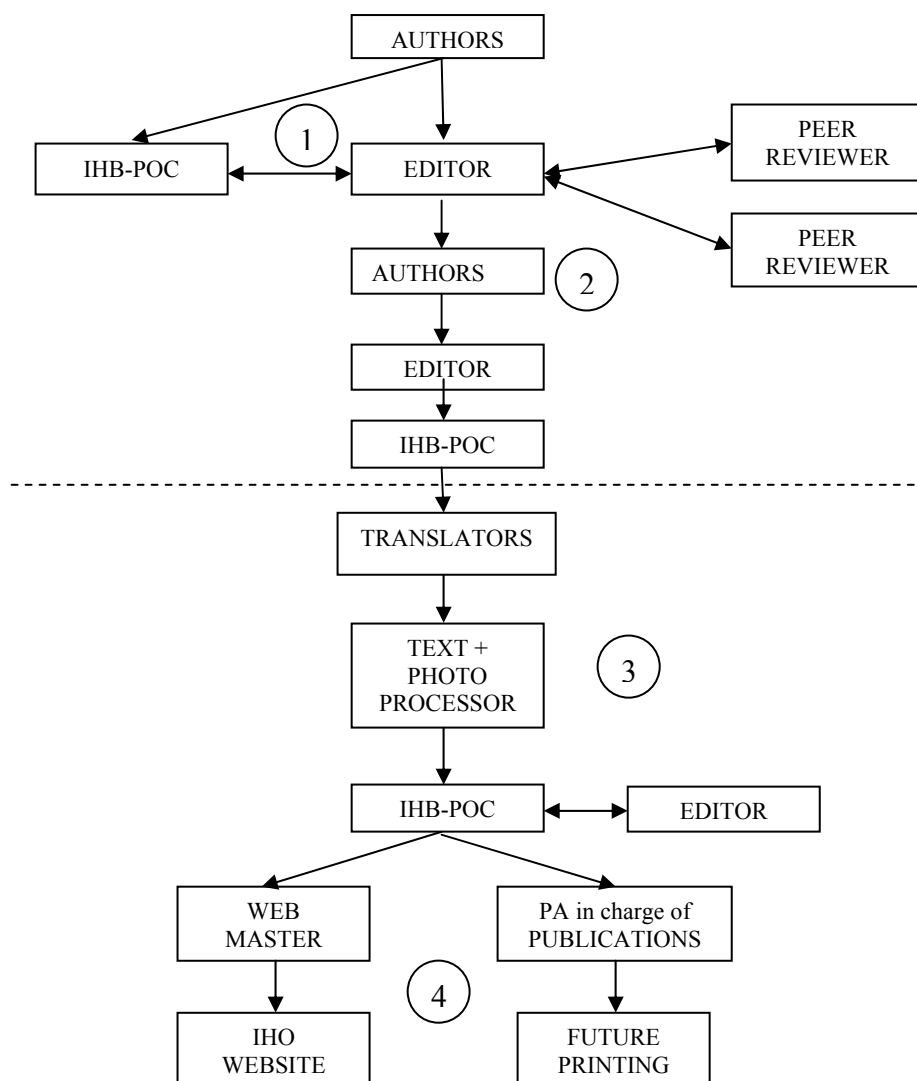 AUTHORS
1
IHB-POC
EDITOR
PEER
REVIEWER
PEER
REVIEWER
AUTHORS
2
EDITOR
IHB-POC
TRANSLATORS
TEXT +
PHOTO
PROCESSOR
3
IHB-POC
EDITOR
WEB
MASTER
PA in charge of
PUBLICATIONS
4
IHO
WEBSITE
FUTURE
PRINTING